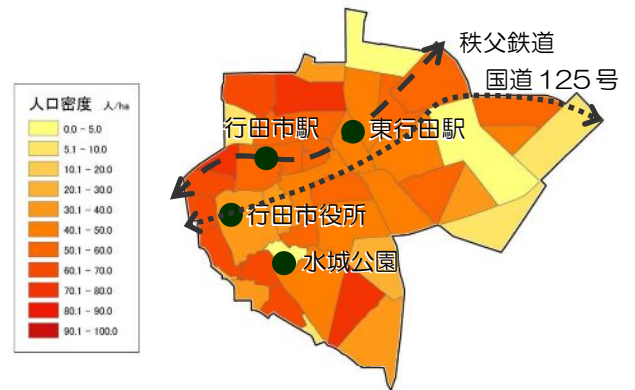 秩父鉄道
国道125号
人口密度 人/ha
0.0 - 5.0
5.1 - 10.0
10.1 - 20.0
20.1 - 30.0
30.1 - 40.0
40.1 - 50.0
50.1 - 60.0
60.1 - 70.0
70.1 - 80.0
80.1 - 90.0
90.1 - 100.0
行田市駅
東行田駅
行田市役所
水城公園